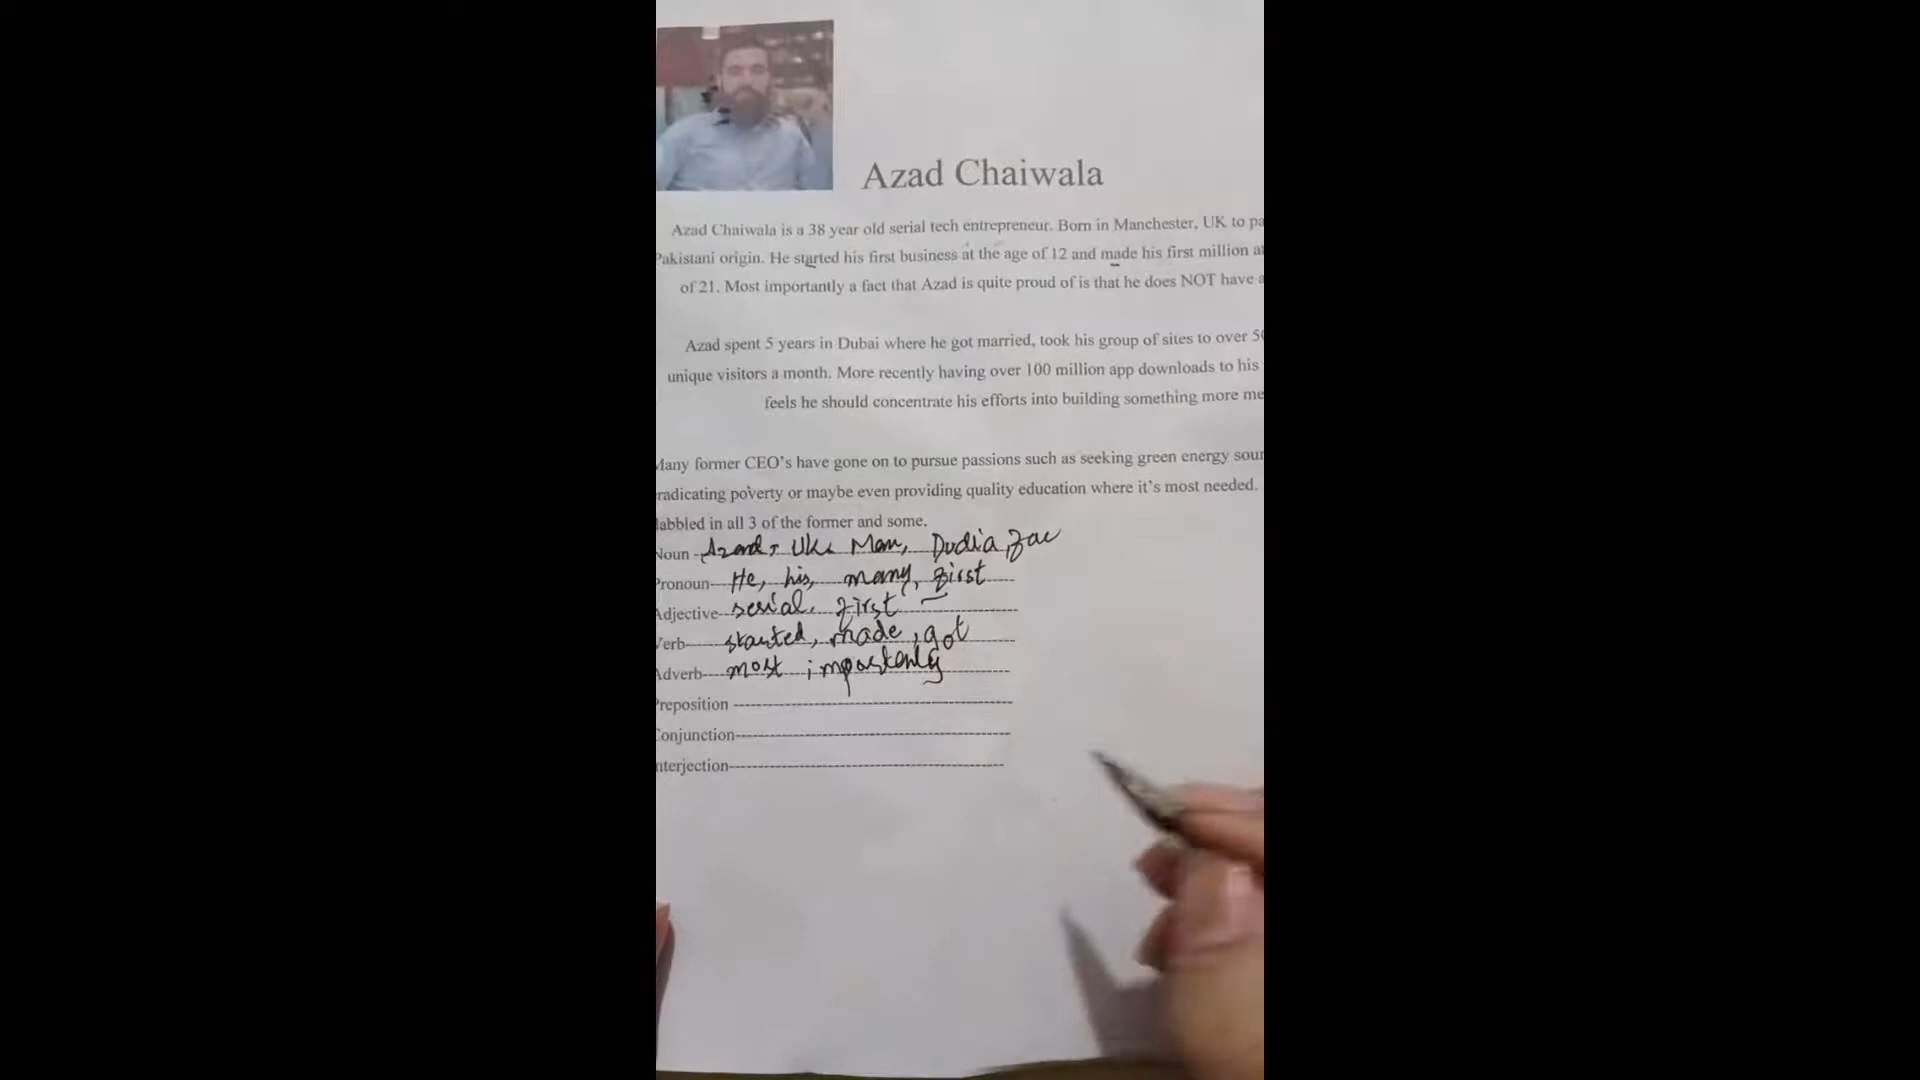 Azad Chaiwala
Azad Chaiwala is a 38 year old serial tech entrepreneur. Born in Manchester, UK to pa
Pakistani origin. He started his first business at the age of 12 and made his first million at
of 21. Most importantly a fact that Azad is quite proud of is that he does NOT have a
Azad spent 5 years in Dubai where he got married, took his group of sites to over 50
unique visitors a month. More recently having over 100 million app downloads to his
feels he should concentrate his efforts into building something more me
Many former CEO's have gone on to pursue passions such as seeking green energy sour
radicating poverty or maybe even providing quality education where it's most needed.
abbled in all 3 of the former and some.
Noun - Azad, UK, Man, Dudia,
Pronoun---He, his, many, first
Adjective--serial, first
Verb-----started, made, got
Adverb----most importenly
Preposition ----------------------------------------
Conjunction----------------------------------------
nterjection----------------------------------------